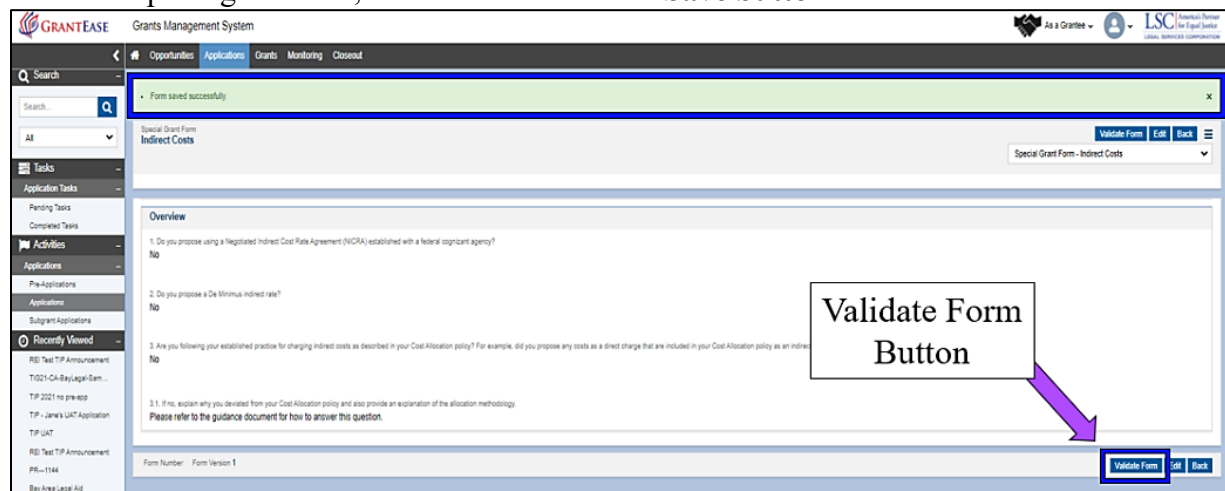 GRANTEASE Grants Management System As a Grantee LSC America's Partner for Equal Justice LEGAL SERVICES CORPORATION
Opportunities Applications Grants Monitoring Closeout
Search
Search...
All
• Form saved successfully. x
Special Grant Form
Indirect Costs
Validate Form Edit Back
Special Grant Form - Indirect Costs
Tasks
Application Tasks
Pending Tasks
Completed Tasks
Activities
Applications
Pre-Applications
Applications
Subgrant Applications
Recently Viewed
REI Test TIP Announcement
TIG21-CA-BayLegal-Sam...
TIP 2021 no pre-app
TIP - Jane's UAT Application
TIP UAT
REI Test TIP Announcement
PR---1144
Bay Area Legal Aid
Overview
1. Do you propose using a Negotiated Indirect Cost Rate Agreement (NICRA) established with a federal cognizant agency?
No
2. Do you propose a De Minimus indirect rate?
No
3. Are you following your established practice for charging indirect costs as described in your Cost Allocation policy? For example, did you propose any costs as a direct charge that are included in your Cost Allocation policy as an indirec
No
3.1. If no, explain why you deviated from your Cost Allocation policy and also provide an explanation of the allocation methodology.
Please refer to the guidance document for how to answer this question.
Validate Form
Button
Form Number Form Version 1
Validate Form Edit Back